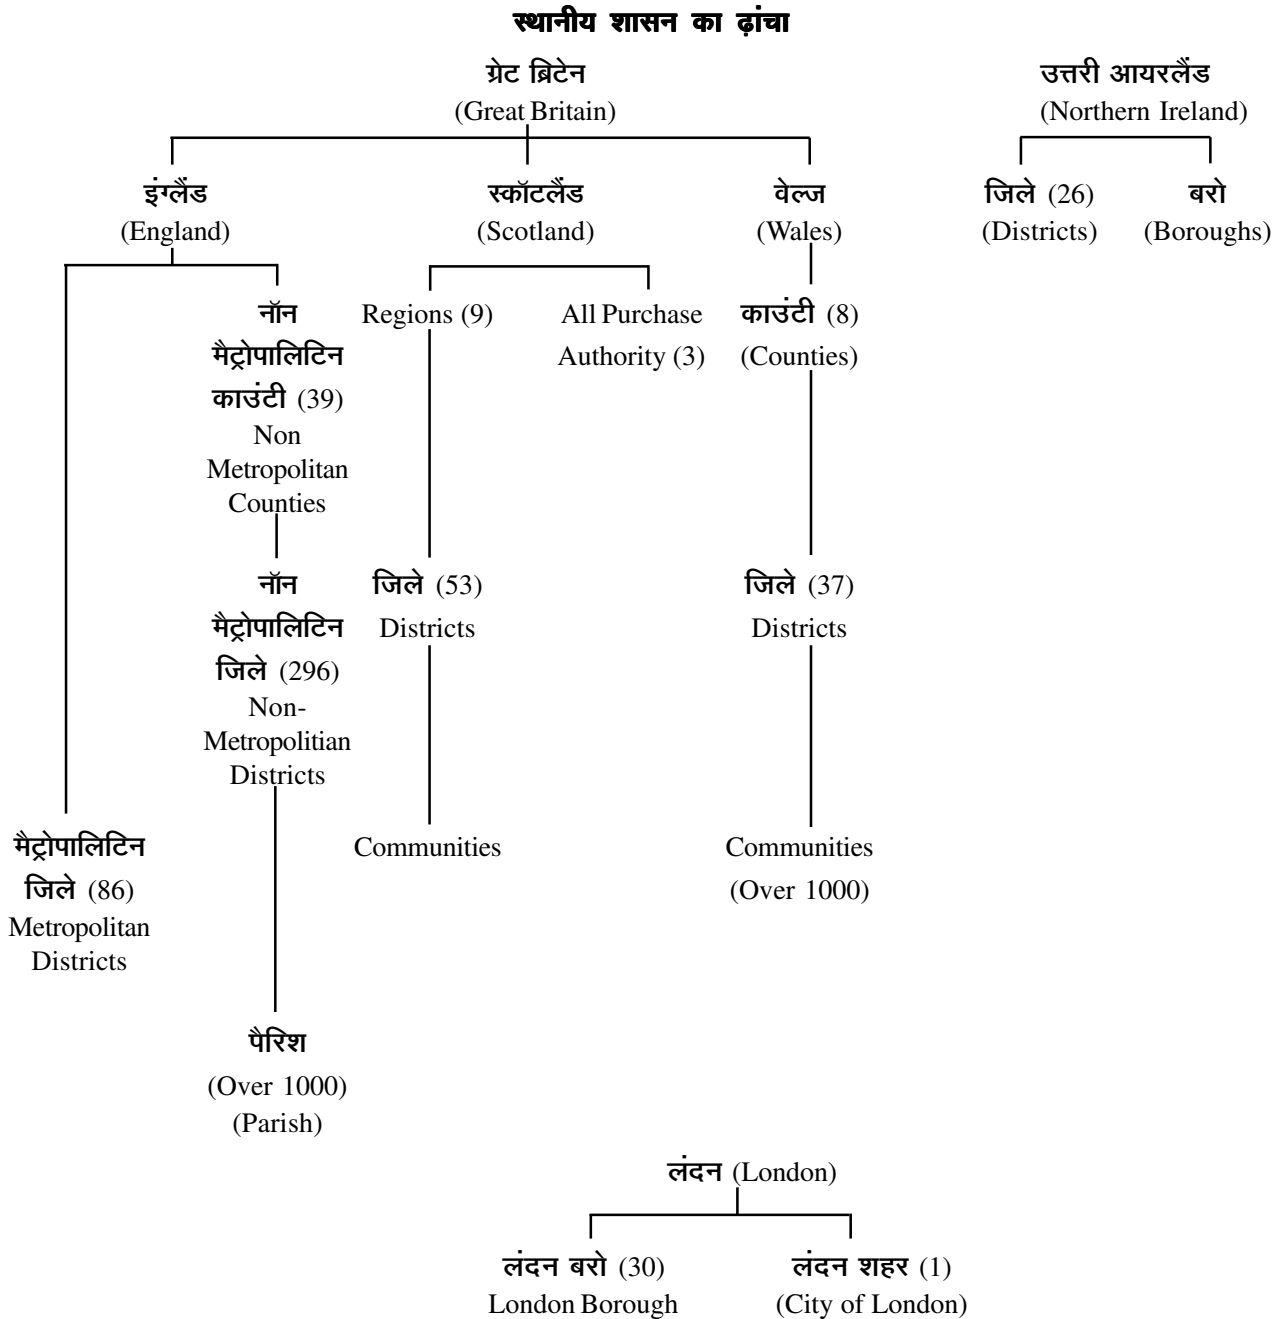 स्थानीय शासन का ढ़ांचा
ग्रेट ब्रिटेन
(Great Britain)
उत्तरी आयरलैंड
(Northern Ireland)
इंग्लैंड
(England)
स्कॉटलैंड
(Scotland)
वेल्ज
(Wales)
जिले (26)
(Districts)
बरो
(Boroughs)
नॉन
मैट्रोपालिटिन
काउंटी (39)
Non
Metropolitan
Counties
Regions (9)
All Purchase
Authority (3)
काउंटी (8)
(Counties)
नॉन
मैट्रोपालिटिन
जिले (296)
Non-
Metropolitian
Districts
जिले (53)
Districts
जिले (37)
Districts
मैट्रोपालिटिन
जिले (86)
Metropolitan
Districts
Communities
Communities
(Over 1000)
पैरिश
(Over 1000)
(Parish)
लंदन (London)
लंदन बरो (30)
London Borough
लंदन शहर (1)
(City of London)